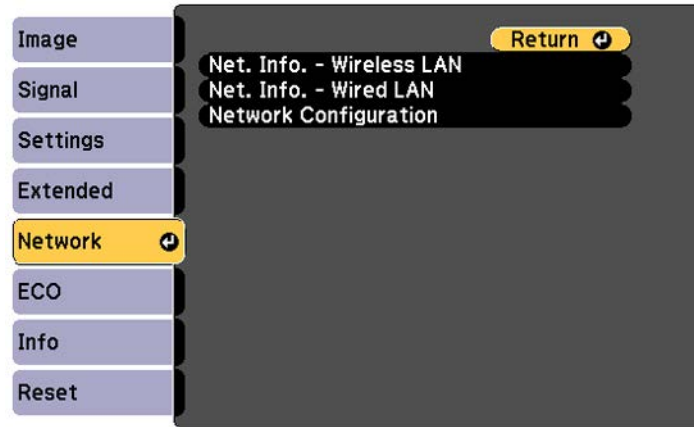 Image
Signal
Settings
Extended
Network
ECO
Info
Reset
Return
Net. Info. - Wireless LAN
Net. Info. - Wired LAN
Network Configuration